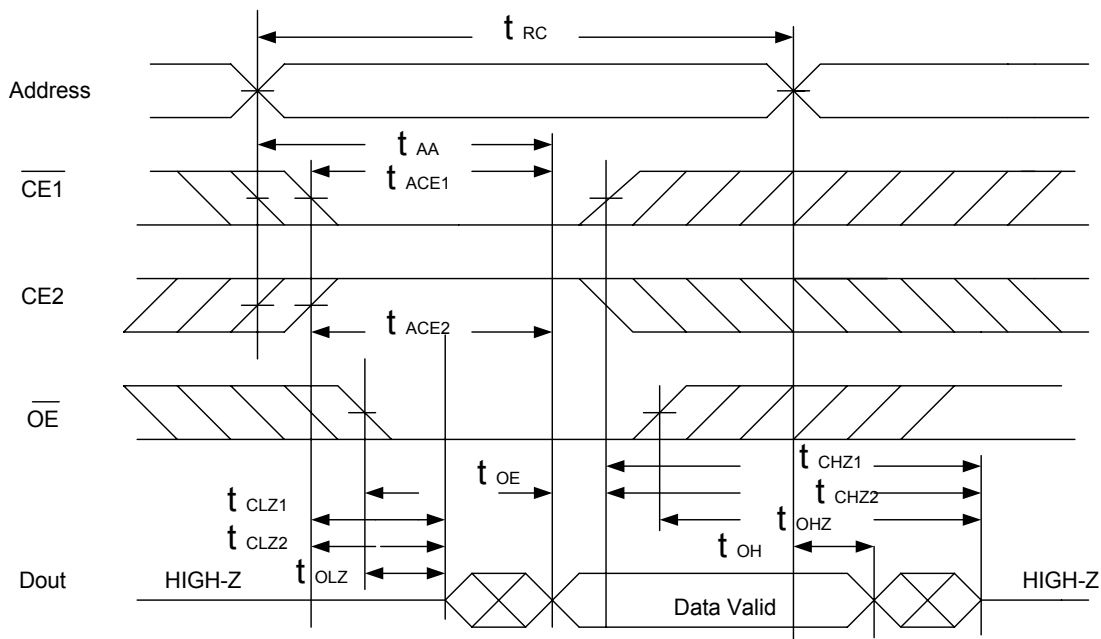 t RC
Address
t AA
CE1
t ACE1
CE2
t ACE2
OE
t CHZ1
t OE
t CHZ2
t CLZ1
t OHZ
t CLZ2
t OH
t OLZ
Dout
HIGH-Z
Data Valid
HIGH-Z